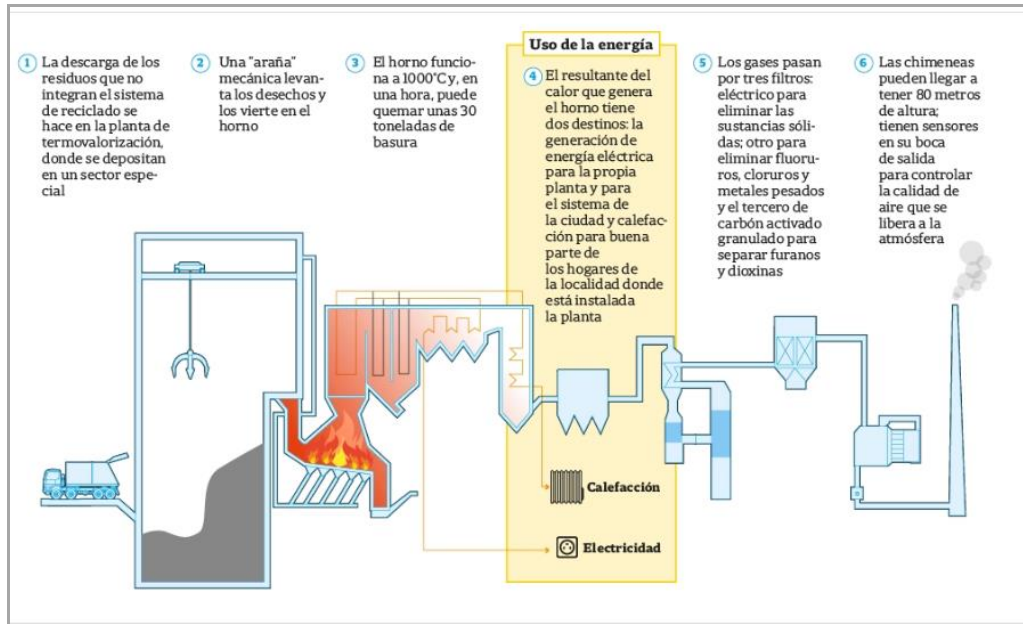 1 La descarga de los
residuos que no
integran el sistema
de reciclado se
hace en la planta de
termovalorización,
donde se depositan
en un sector espe-
cial
2 Una "araña"
mecánica levan-
ta los desechos y
los vierte en el
horno
3 El horno funcio-
na a 1000°C y, en
una hora, puede
quemar unas 30
toneladas de
basura
Uso de la energía
4 El resultante del
calor que genera
el horno tiene
dos destinos: la
generación de
energía eléctrica
para la propia
planta y para
el sistema de
la ciudad y calefac-
ción para buena
parte de
los hogares de
la localidad donde
está instalada
la planta
5 Los gases pasan
por tres filtros:
eléctrico para
eliminar las
sustancias sóli-
das; otro para
eliminar fluoru-
ros, cloruros y
metales pesados
y el tercero de
carbón activado
granulado para
separar furanos
y dioxinas
6 Las chimeneas
pueden llegar a
tener 80 metros
de altura;
tienen sensores
en su boca
de salida
para controlar
la calidad de
aire que se
libera a la
atmósfera
Calefacción
Electricidad